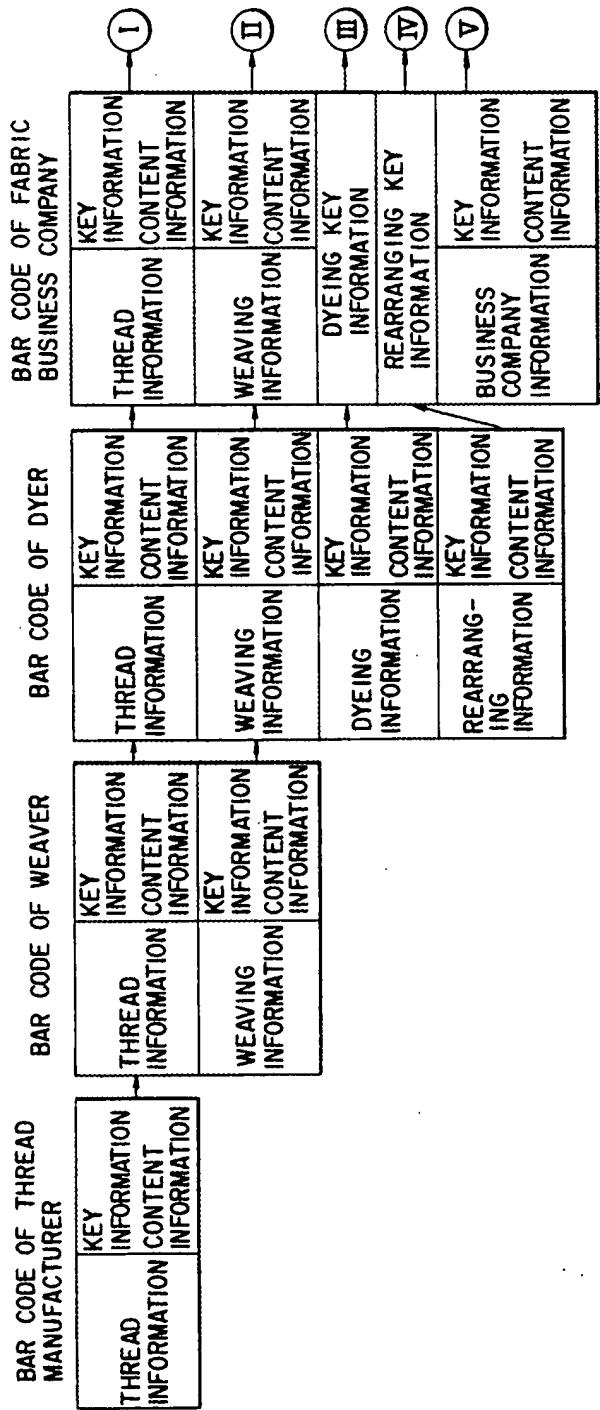 BAR CODE OF THREAD
MANUFACTURER
THREAD
INFORMATION
KEY
INFORMATION
CONTENT
INFORMATION
BAR CODE OF WEAVER
THREAD
INFORMATION
KEY
INFORMATION
CONTENT
INFORMATION
WEAVING
INFORMATION
KEY
INFORMATION
CONTENT
INFORMATION
BAR CODE OF DYER
THREAD
INFORMATION
KEY
INFORMATION
CONTENT
INFORMATION
WEAVING
INFORMATION
KEY
INFORMATION
CONTENT
INFORMATION
DYEING
INFORMATION
KEY
INFORMATION
CONTENT
INFORMATION
REARRANG-
ING
INFORMATION
KEY
INFORMATION
CONTENT
INFORMATION
BAR CODE OF FABRIC
BUSINESS COMPANY
THREAD
INFORMATION
KEY
INFORMATION
CONTENT
INFORMATION
I
WEAVING
INFORMATION
KEY
INFORMATION
CONTENT
INFORMATION
II
DYEING KEY
INFORMATION
III
REARRANGING KEY
INFORMATION
IV
BUSINESS
COMPANY
INFORMATION
KEY
INFORMATION
CONTENT
INFORMATION
V